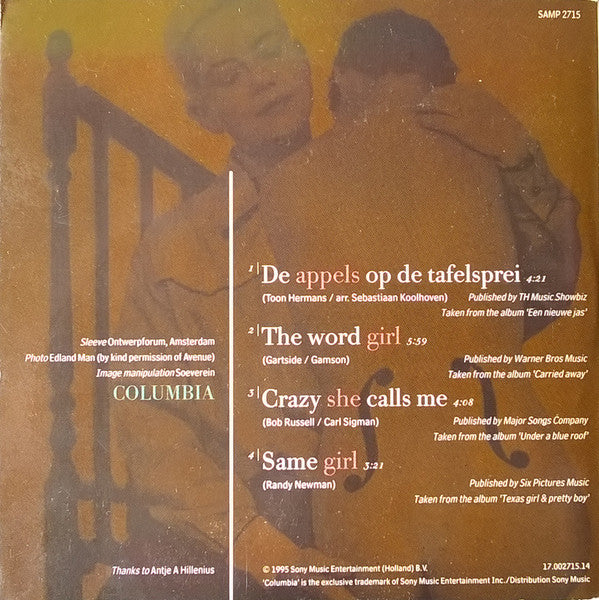 SAMP 2715
1 De appels op de tafelsprei 4:21
(Toon Hermans / arr. Sebastiaan Koolhoven) Published by TH Music Showbiz
Taken from the album 'Een nieuwe jas'
2 The word girl 5:59
(Gartside / Gamson) Published by Warner Bros Music
Taken from the album 'Carried away'
3 Crazy she calls me 4:08
(Bob Russell / Carl Sigman) Published by Major Songs Company
Taken from the album 'Under a blue roof'
4 Same girl 3:21
(Randy Newman) Published by Six Pictures Music
Taken from the album 'Texas girl & pretty boy'
Sleeve Ontwerpforum, Amsterdam
Photo Edland Man (by kind permission of Avenue)
Image manipulation Soeverein
COLUMBIA
Thanks to Antje A Hillenius
© 1995 Sony Music Entertainment (Holland) B.V. 17.002715.14
'Columbia' is the exclusive trademark of Sony Music Entertainment Inc./Distribution Sony Music